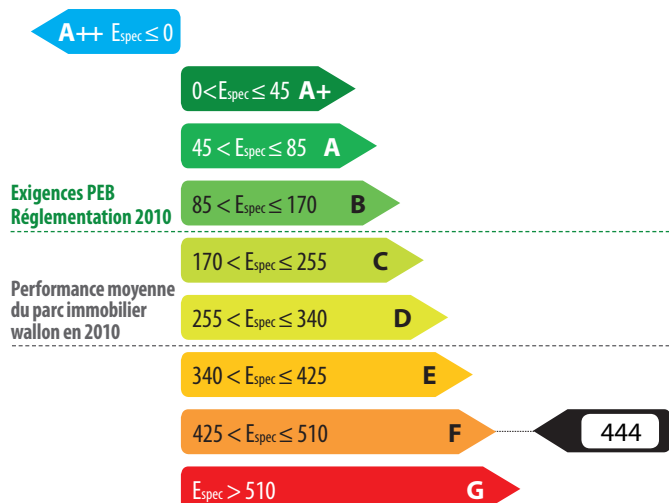 A++ Espec ≤ 0
0<Espec ≤ 45 A+
45 < Espec ≤ 85 A
Exigences PEB
Réglementation 2010
85 < Espec ≤ 170 B
170 < Espec ≤ 255 C
Performance moyenne
du parc immobilier
wallon en 2010
255 < Espec ≤ 340 D
340 < Espec ≤ 425 E
425 < Espec ≤ 510 F
444
Espec > 510 G